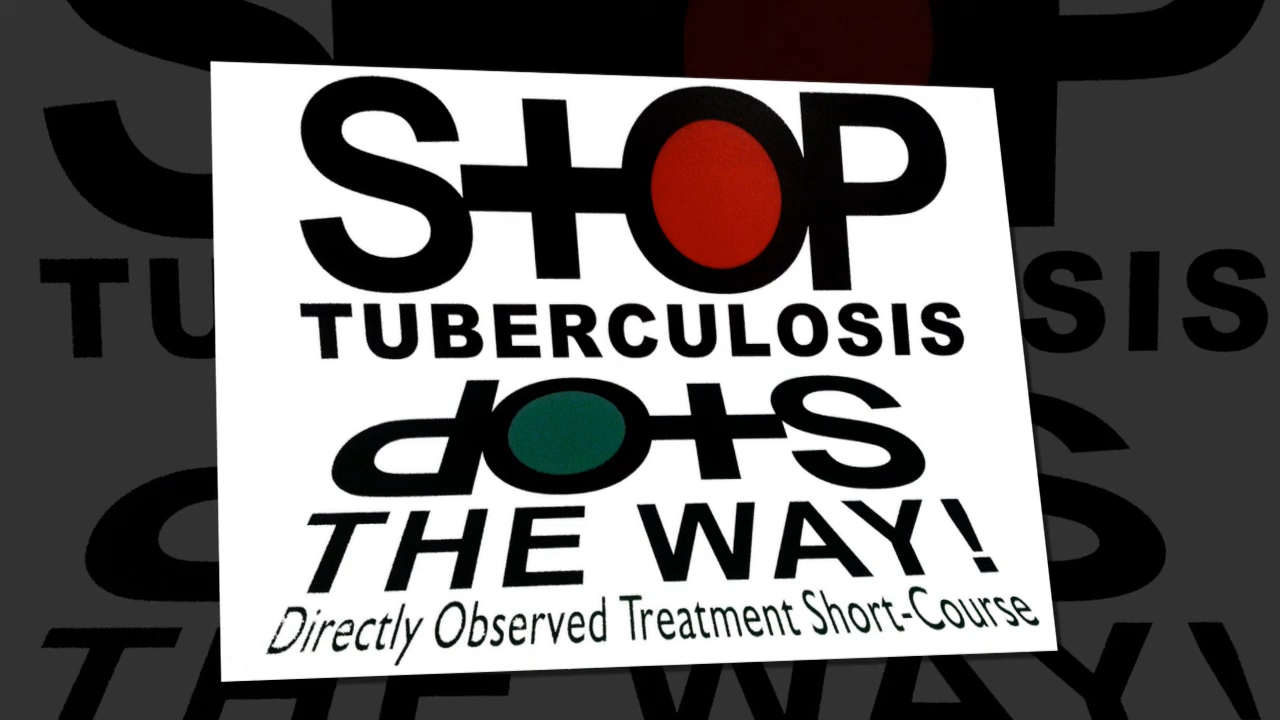 StOP
TUBERCULOSIS
dOtS
THE WAY!
Directly Observed Treatment Short-Course